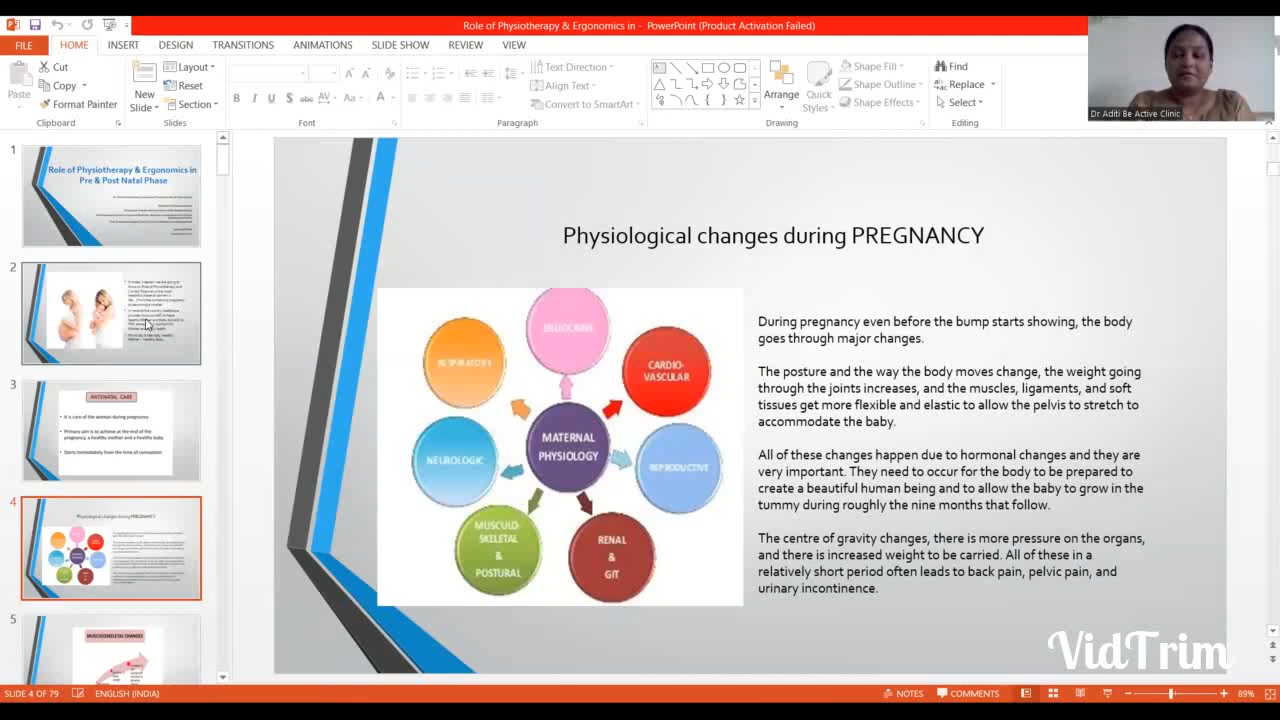 Role of Physiotherapy & Ergonomics in - PowerPoint (Product Activation Failed)
FILE
HOME
INSERT
DESIGN
TRANSITIONS
ANIMATIONS
SLIDE SHOW
REVIEW
VIEW
Paste
Cut
Copy
Format Painter
Clipboard
New
Slide
Layout
Reset
Section
Slides
B I U S abc AV Aa A
Font
Text Direction
Align Text
Convert to SmartArt
Paragraph
Arrange
Quick
Styles
Shape Fill
Shape Outline
Shape Effects
Drawing
Find
Replace
Select
Editing
Dr Aditi Be Active Clinic
1
Role of Physiotherapy & Ergonomics in
Pre & Post Natal Phase
2
3
ANTENATAL CARE
It is care of the woman during pregnancy
Primary aim is to achieve at the end of the
pregnancy, a healthy mother and a healthy baby
Starts immediately from the time of conception
4
Physiological changes during PREGNANCY
5
MUSCULOSKELETAL CHANGES
Physiological changes during PREGNANCY
ENDOCRINE
RESPIRATORY
CARDIO-
VASCULAR
MATERNAL
PHYSIOLOGY
NEUROLOGIC
REPRODUCTIVE
MUSCULO-
SKELETAL
&
POSTURAL
RENAL
&
GIT
During pregnancy even before the bump starts showing, the body
goes through major changes.
The posture and the way the body moves change, the weight going
through the joints increases, and the muscles, ligaments, and soft
tissues get more flexible and elastic to allow the pelvis to stretch to
accommodate the baby.
All of these changes happen due to hormonal changes and they are
very important. They need to occur for the body to be prepared to
create a beautiful human being and to allow the baby to grow in the
tummy during roughly the nine months that follow.
The centre of gravity changes, there is more pressure on the organs,
and there is increased weight to be carried. All of these in a
relatively short period often leads to back pain, pelvic pain, and
urinary incontinence.
VidTrim
SLIDE 4 OF 79
ENGLISH (INDIA)
NOTES
COMMENTS
89%